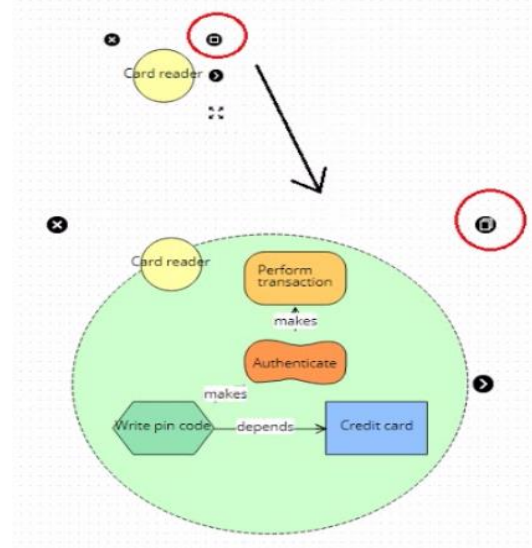 Card reader
Card reader
Perform
transaction
makes
Authenticate
makes
Write pin code
depends
Credit card